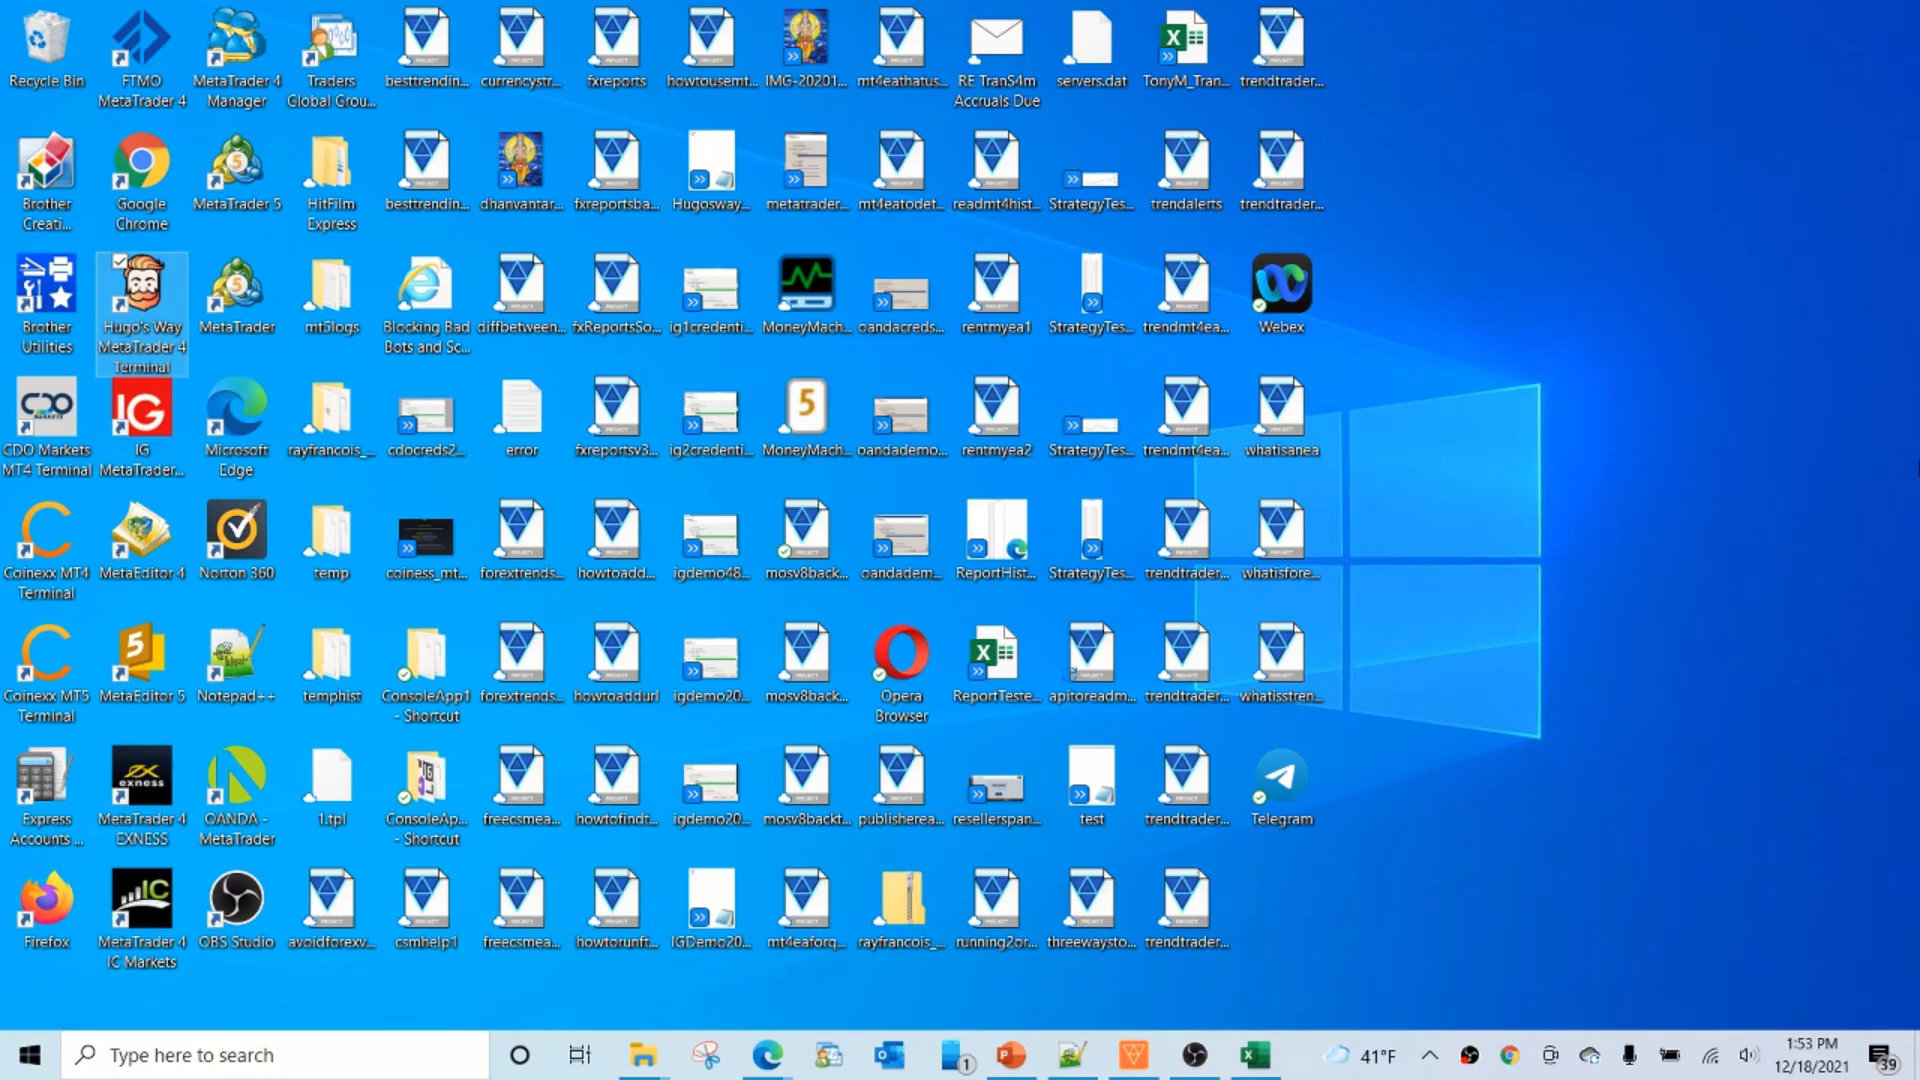 Recycle Bin
FTMO
MetaTrader 4
MetaTrader 4
Manager
Traders
Global Grou...
besttrendin...
currencystr...
fxreports
howtousemt...
IMG-20201...
mt4eathatus...
RE TranS4m
Accruals Due
servers.dat
TonyM_Tran...
trendtrader...
Brother
Creati...
Google
Chrome
MetaTrader 5
HitFilm
Express
besttrendin...
dhanvantar...
fxreportsba...
Hugosway...
metatrader...
mt4eatodet...
readmt4hist...
StrategyTes...
trendalerts
trendtrader...
Brother
Utilities
Hugo's Way
MetaTrader 4
Terminal
MetaTrader
mt5logs
Blocking Bad
Bots and Sc...
diffbetween...
fxReportsSo...
ig1credenti...
MoneyMach...
oandacreds...
rentmyea1
StrategyTes...
trendmt4ea...
Webex
CDO Markets
MT4 Terminal
IG
MetaTrader...
Microsoft
Edge
rayfrancois_...
cdocreds2...
error
fxreportsv3...
ig2credenti...
MoneyMach...
oandademo...
rentmyea2
StrategyTes...
trendmt4ea...
whatisanea
Coinexx MT4
Terminal
MetaEditor 4
Norton 360
temp
coiness_mt...
forextrends...
howtoadd...
igdemo48...
mosv8back...
oandadem...
ReportHist...
StrategyTes...
trendtrader...
whatisfore...
Coinexx MT5
Terminal
MetaEditor 5
Notepad++
temphist
ConsoleApp1
- Shortcut
forextrends...
howtoaddurl
igdemo20...
mosv8back...
Opera
Browser
ReportTeste...
apitoreadm...
trendtrader...
whatisstren...
Express
Accounts ...
MetaTrader 4
EXNESS
OANDA -
MetaTrader
1.tpl
ConsoleAp...
- Shortcut
freecsmea...
howtofindt...
igdemo20...
mosv8backt...
publisherea...
resellerspan...
test
trendtrader...
Telegram
Firefox
MetaTrader 4
IC Markets
OBS Studio
avoidforexv...
csmhelp1
freecsmea...
howtorunft...
IGDemo20...
mt4eaforq...
rayfrancois_...
running2or...
threewaysto...
trendtrader...
Type here to search
41°F
1:53 PM
12/18/2021
39